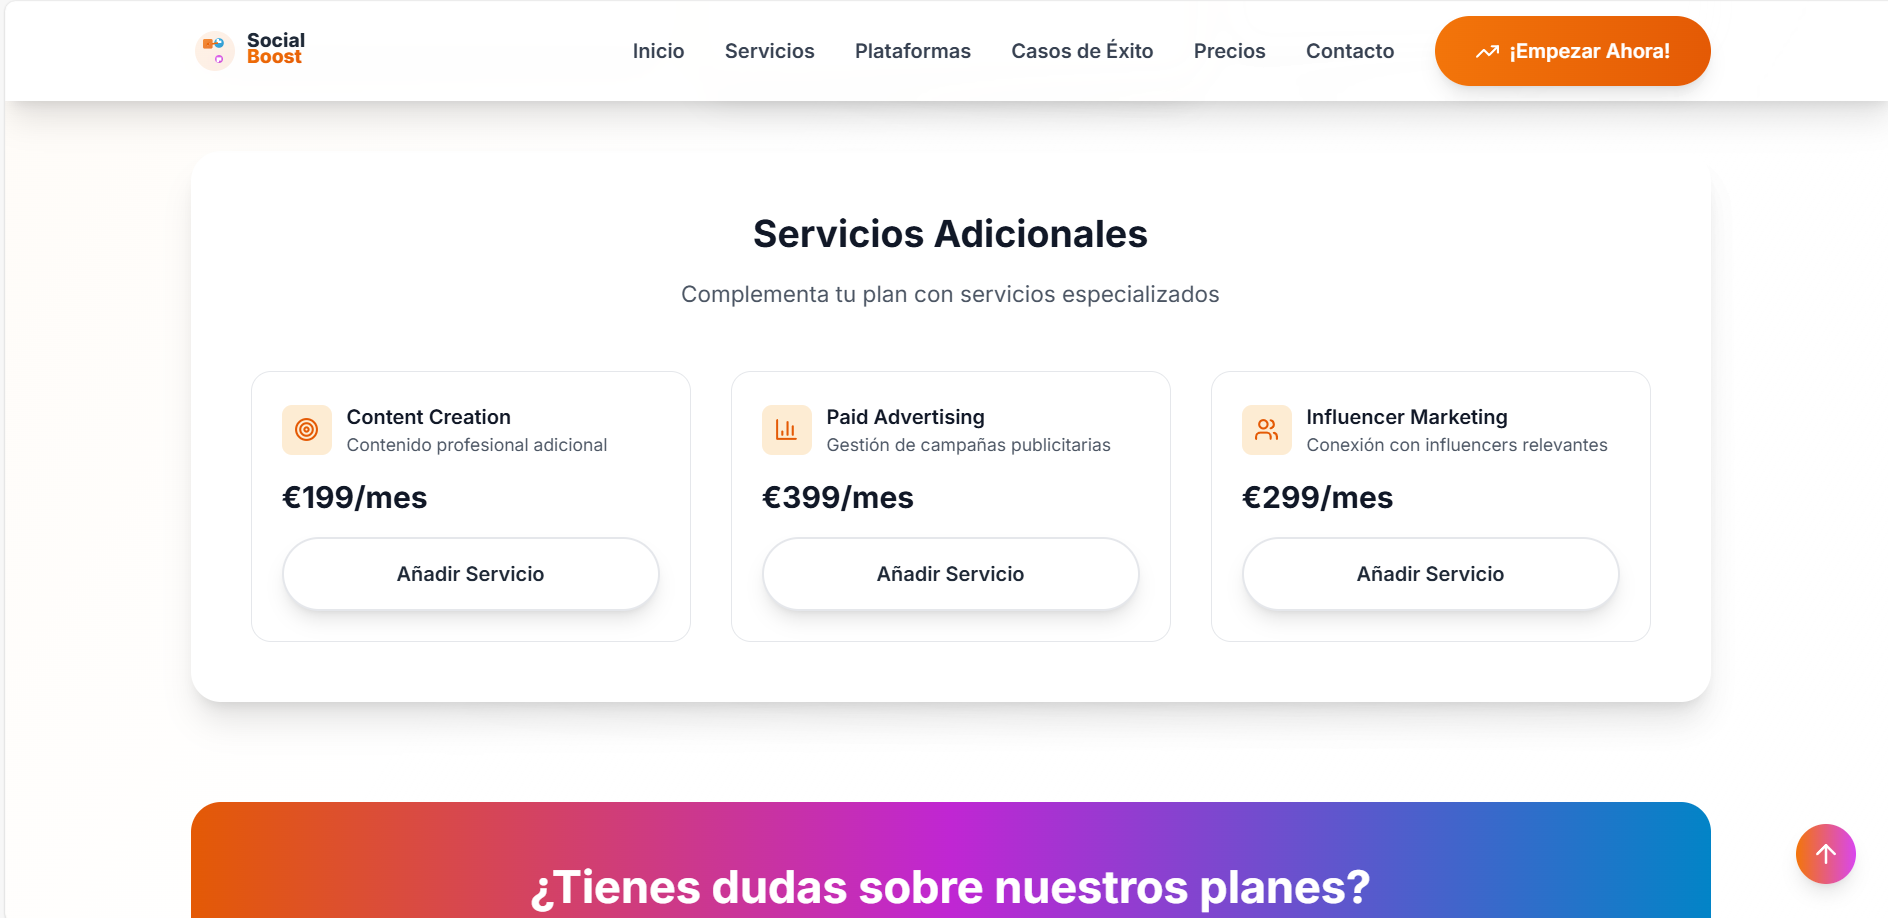 Social
Boost
Inicio
Servicios
Plataformas
Casos de Éxito
Precios
Contacto
¡Empezar Ahora!
Servicios Adicionales
Complementa tu plan con servicios especializados
Content Creation
Contenido profesional adicional
€199/mes
Añadir Servicio
Paid Advertising
Gestión de campañas publicitarias
€399/mes
Añadir Servicio
Influencer Marketing
Conexión con influencers relevantes
€299/mes
Añadir Servicio
¿Tienes dudas sobre nuestros planes?